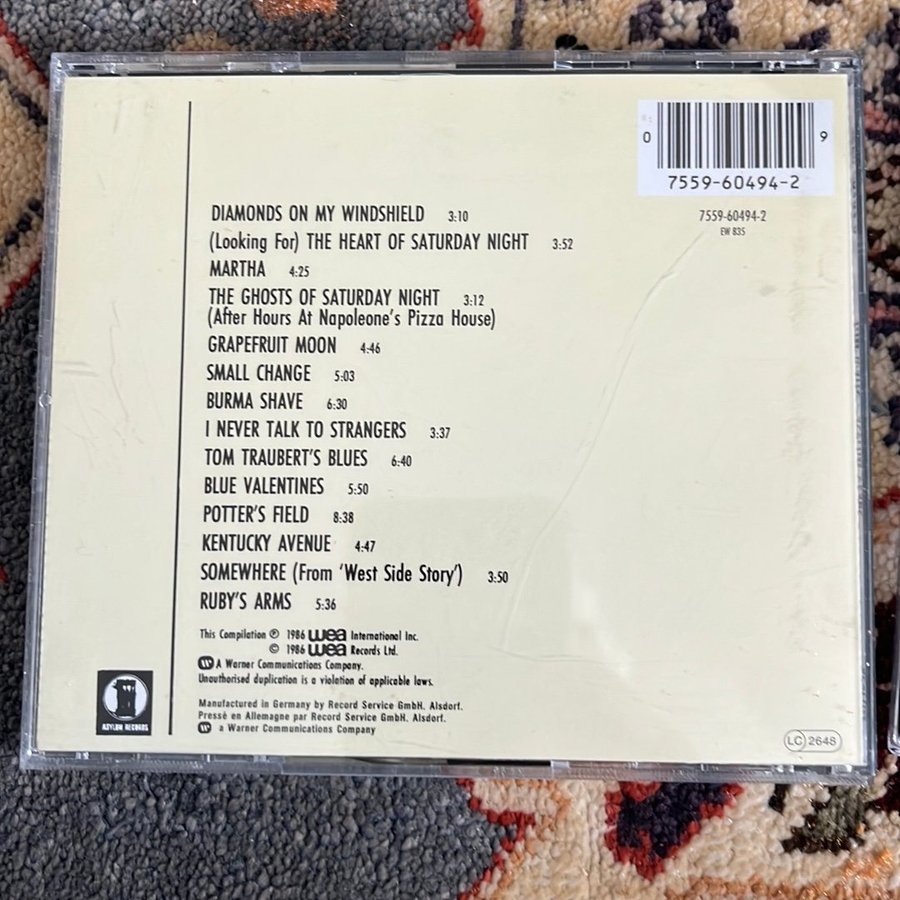 0 9
7559-60494-2
7559-60494-2
EW 835
DIAMONDS ON MY WINDSHIELD 3:10
(Looking For) THE HEART OF SATURDAY NIGHT 3:52
MARTHA 4:25
THE GHOSTS OF SATURDAY NIGHT 3:12
(After Hours At Napoleone's Pizza House)
GRAPEFRUIT MOON 4:46
SMALL CHANGE 5:03
BURMA SHAVE 6:30
I NEVER TALK TO STRANGERS 3:37
TOM TRAUBERT'S BLUES 6:40
BLUE VALENTINES 5:50
POTTER'S FIELD 8:38
KENTUCKY AVENUE 4:47
SOMEWHERE (From 'West Side Story') 3:50
RUBY'S ARMS 5:36
This Compilation ℗ 1986 wea International Inc.
© 1986 wea Records Ltd.
A Warner Communications Company.
Unauthorised duplication is a violation of applicable laws.
Manufactured in Germany by Record Service GmbH. Alsdorf.
Pressé en Allemagne par Record Service GmbH. Alsdorf.
a Warner Communications Company
ASYLUM RECORDS
LC 2648